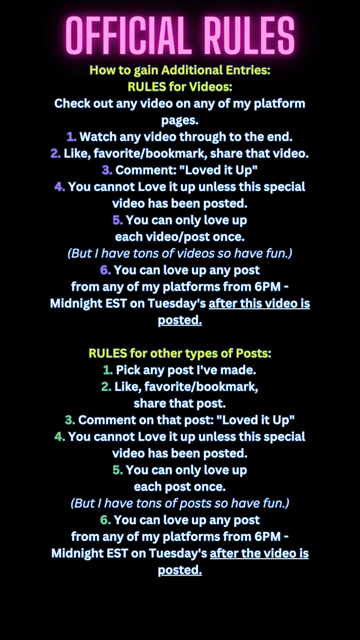 OFFICIAL RULES
How to gain Additional Entries:
RULES for Videos:
Check out any video on any of my platform
pages.
1. Watch any video through to the end.
2. Like, favorite/bookmark, share that video.
3. Comment: "Loved it Up"
4. You cannot Love it up unless this special
video has been posted.
5. You can only love up
each video/post once.
(But I have tons of videos so have fun.)
6. You can love up any post
from any of my platforms from 6PM -
Midnight EST on Tuesday's after this video is
posted.
RULES for other types of Posts:
1. Pick any post I've made.
2. Like, favorite/bookmark,
share that post.
3. Comment on that post: "Loved it Up"
4. You cannot Love it up unless this special
video has been posted.
5. You can only love up
each post once.
(But I have tons of posts so have fun.)
6. You can love up any post
from any of my platforms from 6PM -
Midnight EST on Tuesday's after the video is
posted.